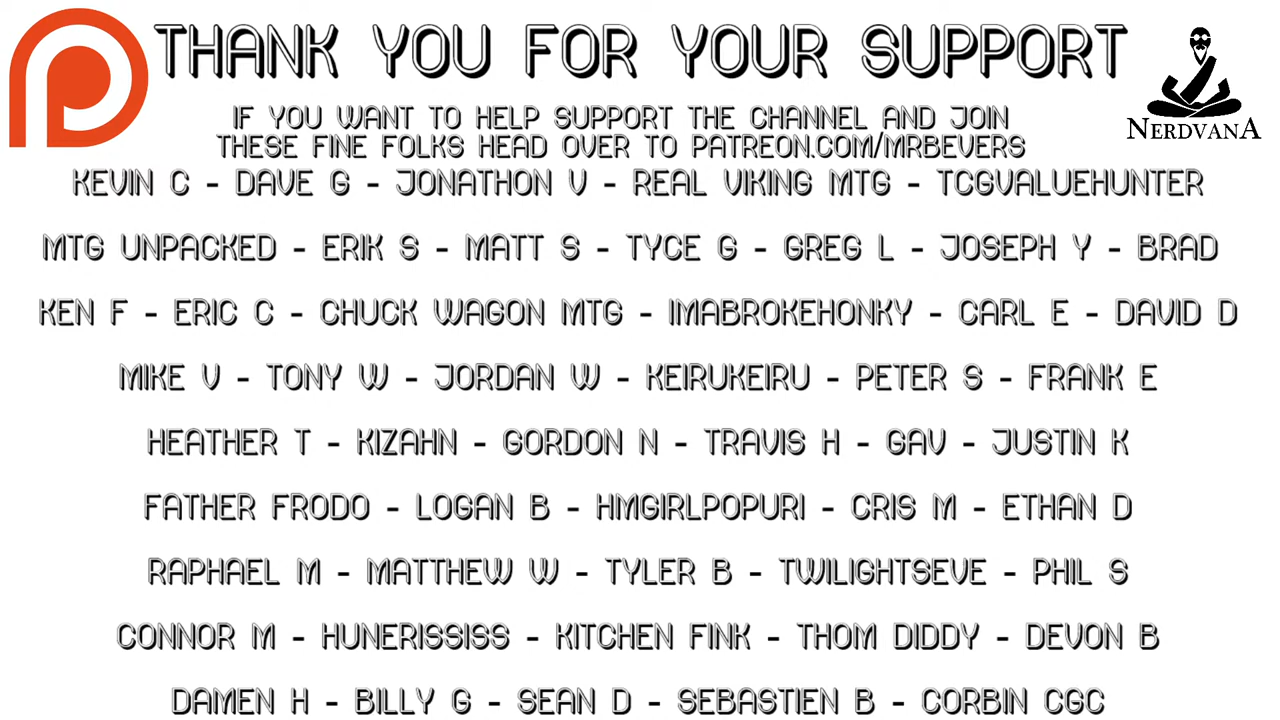 THANK YOU FOR YOUR SUPPORT
NERDVANA
IF YOU WANT TO HELP SUPPORT THE CHANNEL AND JOIN
THESE FINE FOLKS HEAD OVER TO PATREON.COM/MRBEVERS
KEVIN C - DAVE G - JONATHON V - REAL VIKING MTG - TCGVALUEHUNTER
MTG UNPACKED - ERIK S - MATT S - TYCE G - GREG L - JOSEPH Y - BRAD
KEN F - ERIC C - CHUCK WAGON MTG - IMABROKEHONKY - CARL E - DAVID D
MIKE V - TONY W - JORDAN W - KEIRUKEIRU - PETER S - FRANK E
HEATHER T - KIZAHN - GORDON N - TRAVIS H - GAV - JUSTIN K
FATHER FRODO - LOGAN B - HMGIRLPOPURI - CRIS M - ETHAN D
RAPHAEL M - MATTHEW W - TYLER B - TWILIGHTSEVE - PHIL S
CONNOR M - HUNERISSISS - KITCHEN FINK - THOM DIDDY - DEVON B
DAMEN H - BILLY G - SEAN D - SEBASTIEN B - CORBIN CGC